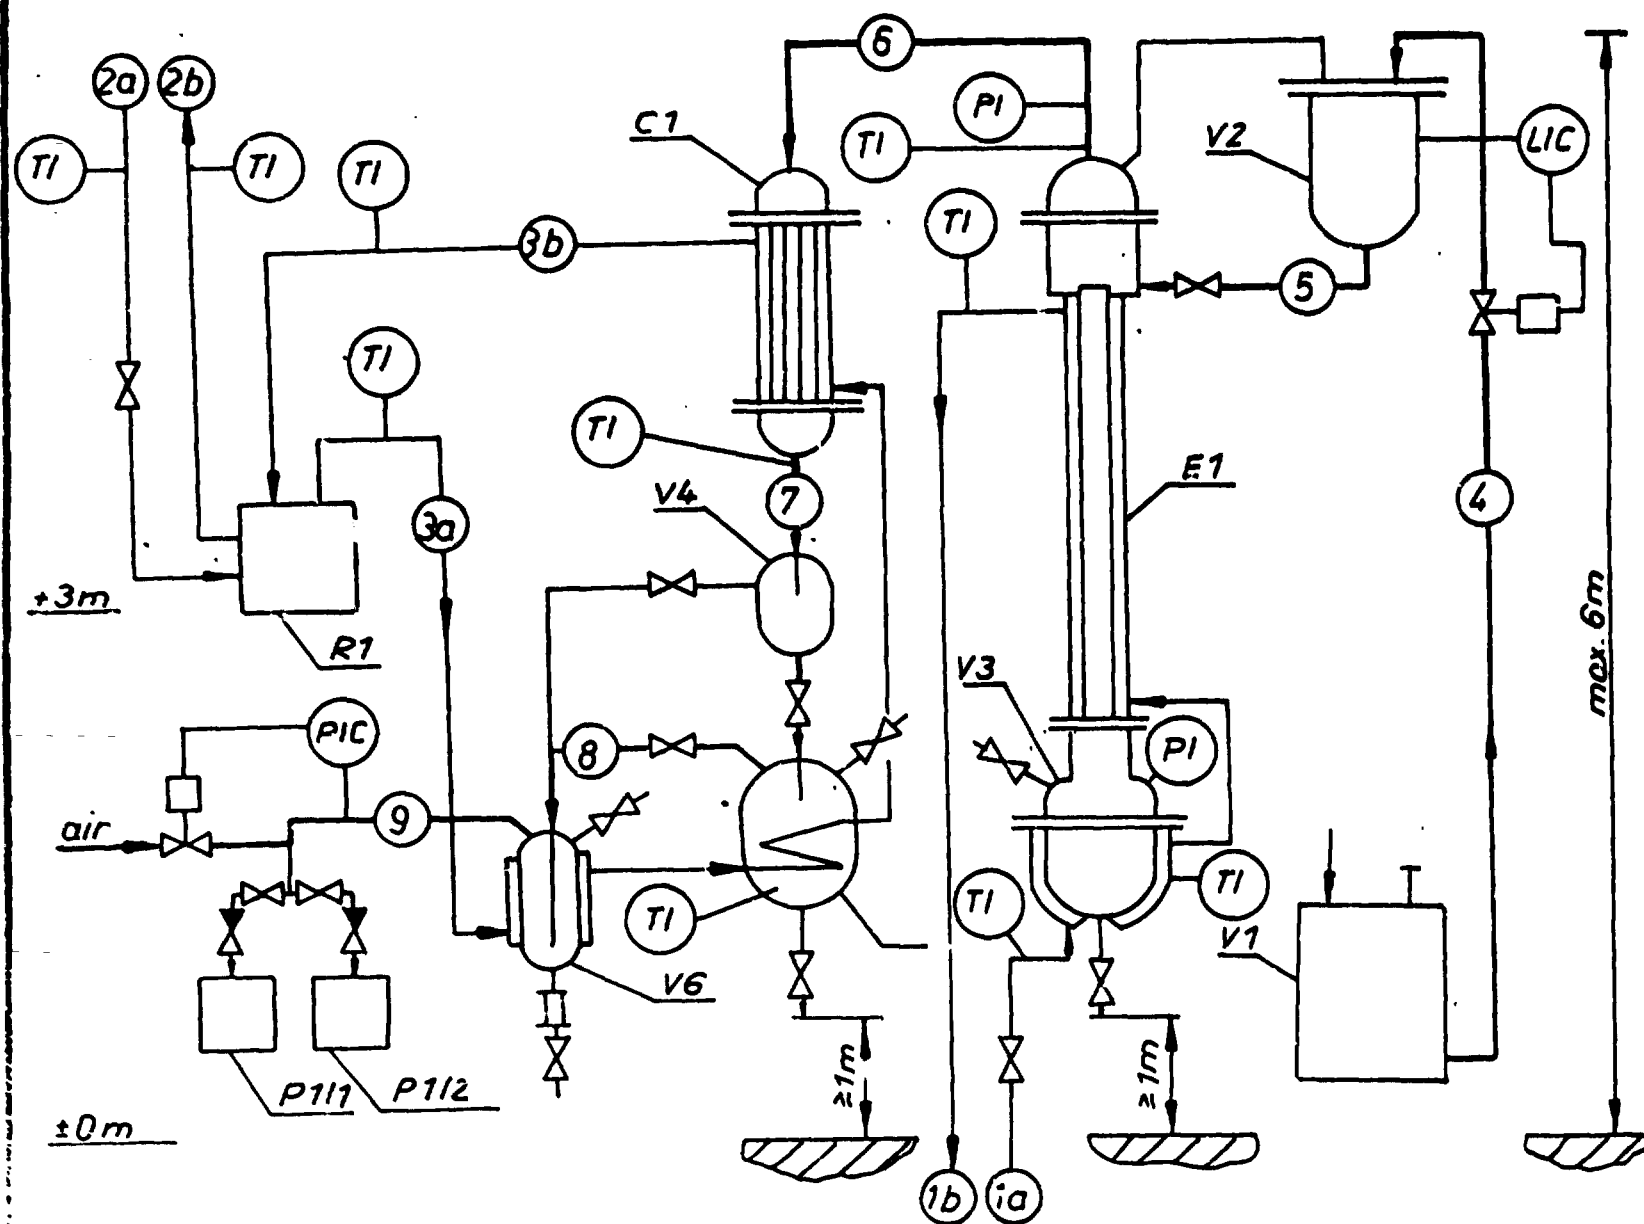 6
2a
2b
PI
C1
TI
V2
LIC
TI
TI
TI
TI
3b
5
TI
TI
E1
V4
7
4
3a
+3m
max. 6m
R1
V3
PIC
8
PI
9
air
TI
TI
TI
V1
V6
P1/1
P1/2
≥1m
≥1m
±0m
1b
1a